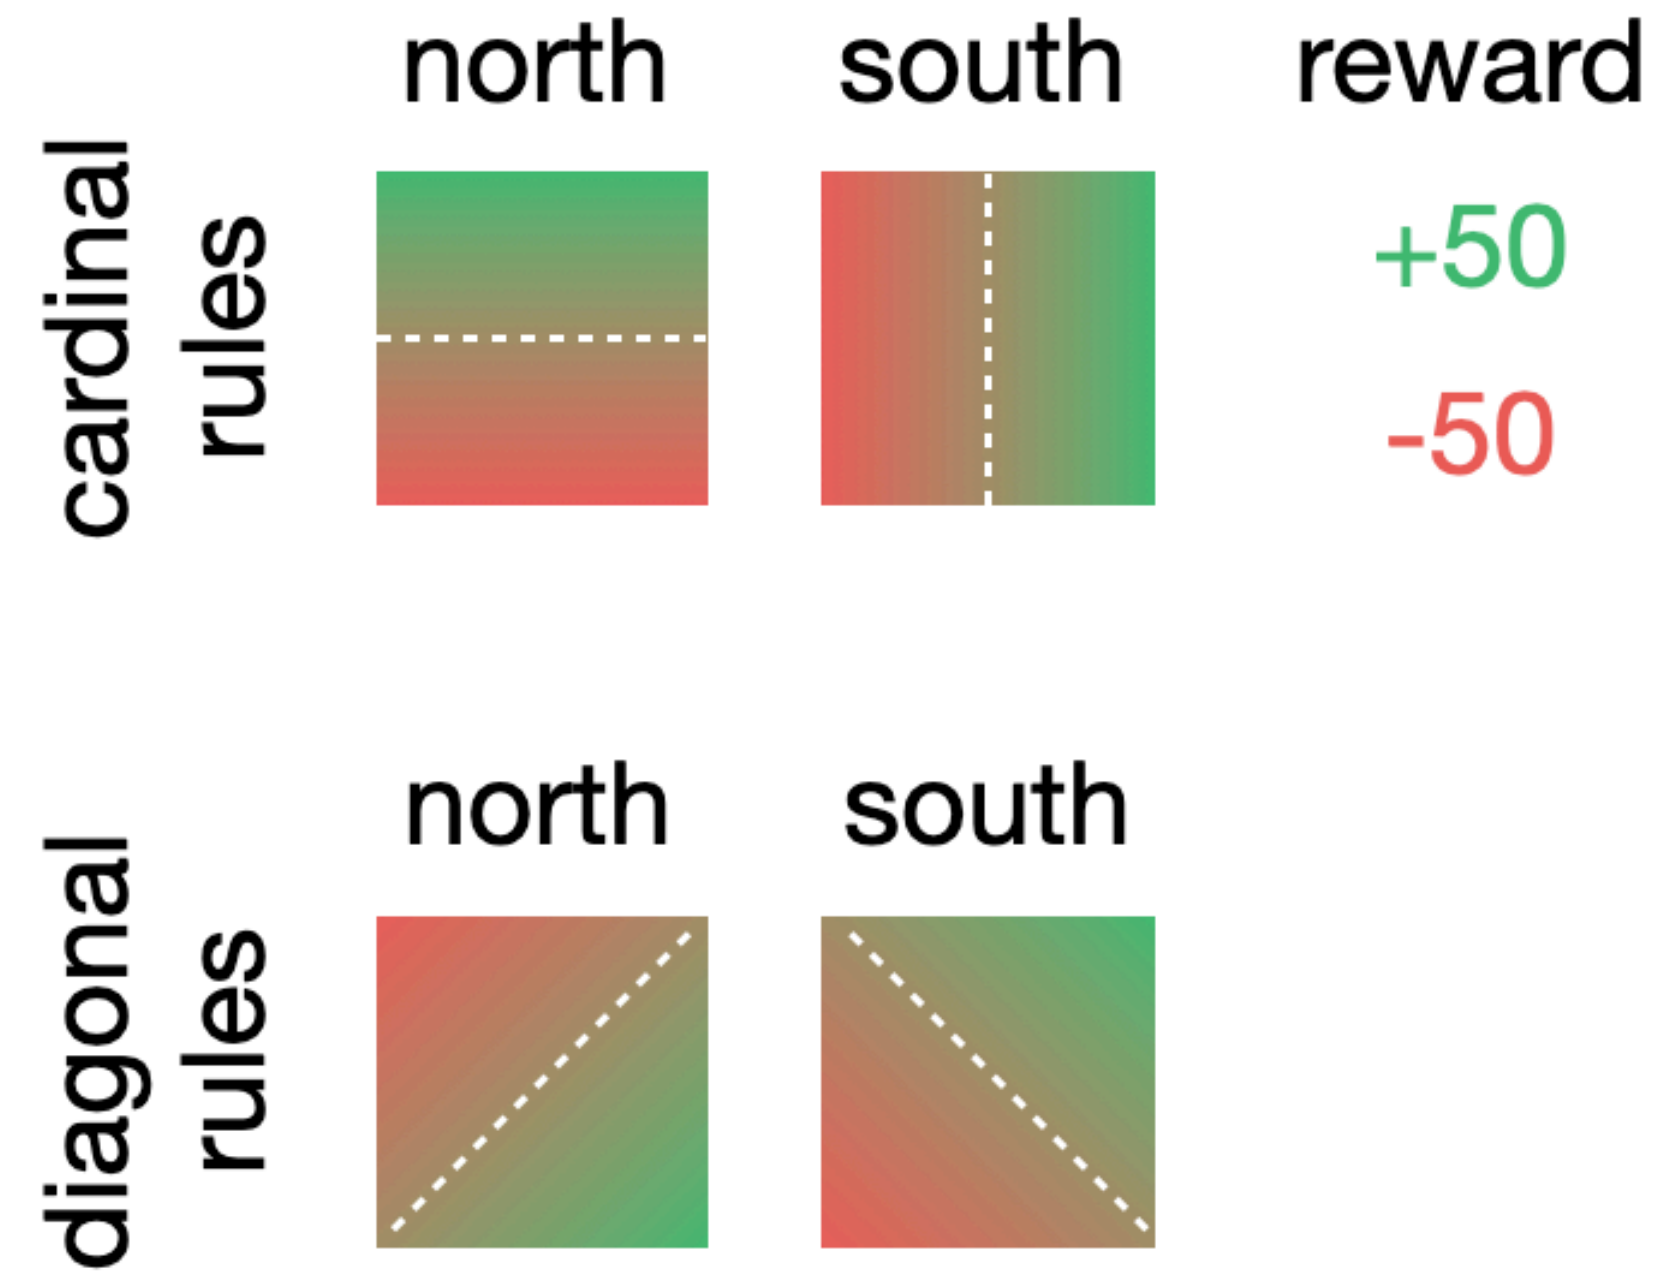 north south reward
cardinal
rules
+50
-50
north south
diagonal
rules